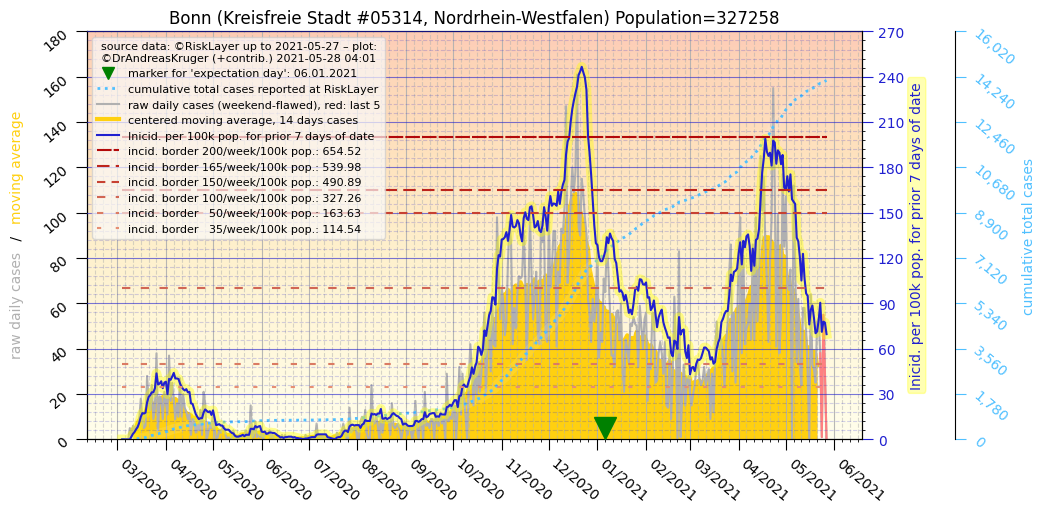 Bonn (Kreisfreie Stadt #05314, Nordrhein-Westfalen) Population=327258
source data: ©RiskLayer up to 2021-05-27 – plot:
©DrAndreasKruger (+contrib.) 2021-05-28 04:01
marker for 'expectation day': 06.01.2021
cumulative total cases reported at RiskLayer
raw daily cases (weekend-flawed), red: last 5
centered moving average, 14 days cases
Inicid. per 100k pop. for prior 7 days of date
incid. border 200/week/100k pop.: 654.52
incid. border 165/week/100k pop.: 539.98
incid. border 150/week/100k pop.: 490.89
incid. border 100/week/100k pop.: 327.26
incid. border   50/week/100k pop.: 163.63
incid. border   35/week/100k pop.: 114.54
raw daily cases   /   moving average
180
160
140
120
100
80
60
40
20
0
03/2020
04/2020
05/2020
06/2020
07/2020
08/2020
09/2020
10/2020
11/2020
12/2020
01/2021
02/2021
03/2021
04/2021
05/2021
06/2021
270
240
210
180
150
120
90
60
30
0
Inicid. per 100k pop. for prior 7 days of date
16,020
14,240
12,460
10,680
8,900
7,120
5,340
3,560
1,780
0
cumulative total cases